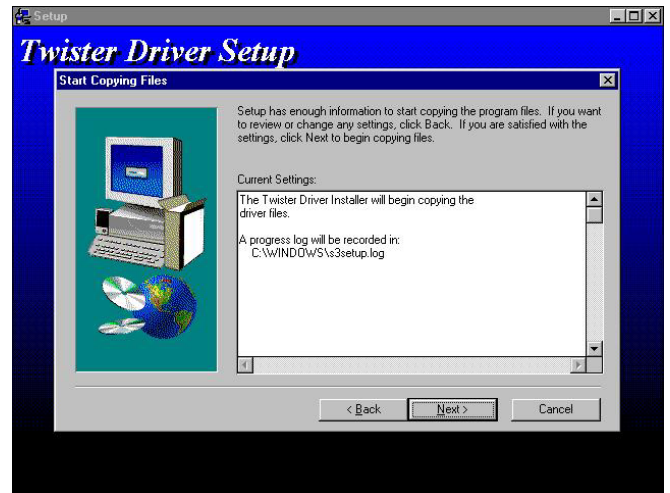 Setup
Twister Driver Setup
Start Copying Files
Setup has enough information to start copying the program files. If you want
to review or change any settings, click Back. If you are satisfied with the
settings, click Next to begin copying files.
Current Settings:
The Twister Driver Installer will begin copying the
driver files.
A progress log will be recorded in:
C:\WINDOWS\s3setup.log
< Back
Next >
Cancel